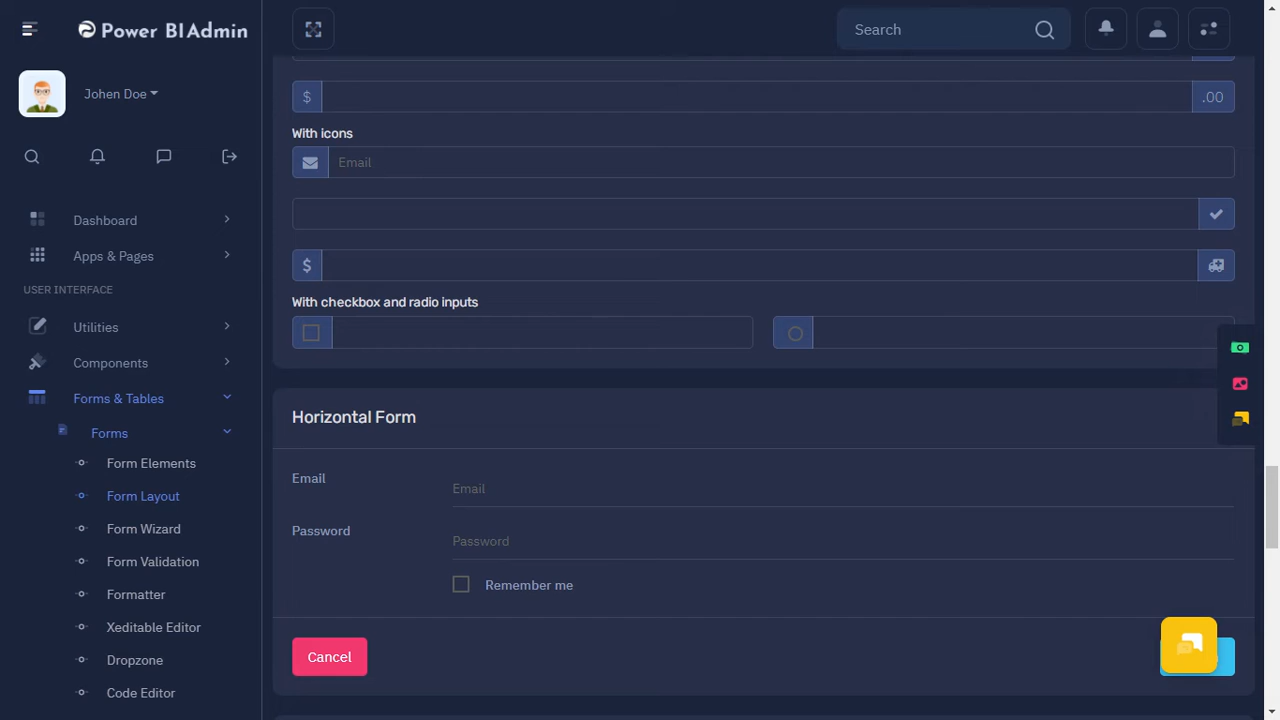 Power BI Admin
Search
Johen Doe
Dashboard
Apps & Pages
USER INTERFACE
Utilities
Components
Forms & Tables
Forms
Form Elements
Form Layout
Form Wizard
Form Validation
Formatter
Xeditable Editor
Dropzone
Code Editor
$ .00
With icons
Email
$
With checkbox and radio inputs
Horizontal Form
Email Email
Password Password
Remember me
Cancel